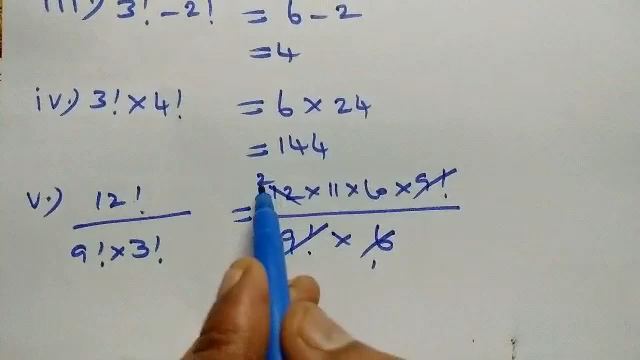 iii.) 3! - 2! = 6 - 2
= 4
iv.) 3! × 4! = 6 × 24
= 144
v.) 12! / 9! × 3! = 12 × 11 × 10 × 9! / 9! × 6
2
1